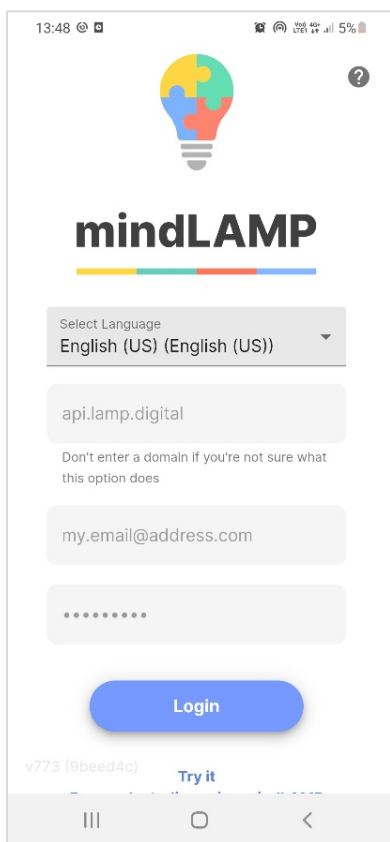 13:48 5%
?
mindLAMP
Select Language
English (US) (English (US))
api.lamp.digital
Don't enter a domain if you're not sure what
this option does
my.email@address.com
Login
v773 (9beed4c)
Try it